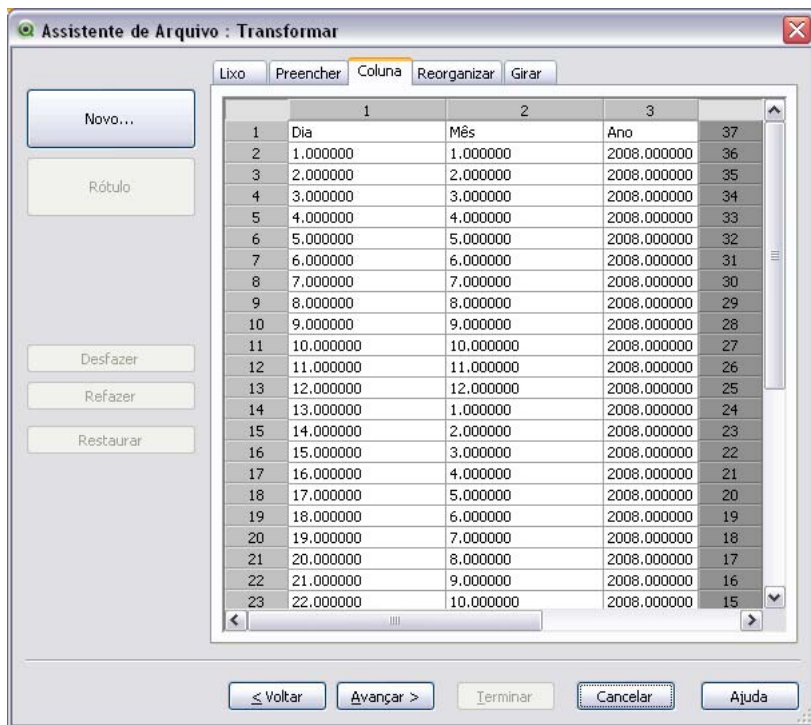 Assistente de Arquivo : Transformar
Lixo Preencher Coluna Reorganizar Girar
Novo...
Rótulo
Desfazer
Refazer
Restaurar
1 2 3
1 Dia Mês Ano 37
2 1.000000 1.000000 2008.000000 36
3 2.000000 2.000000 2008.000000 35
4 3.000000 3.000000 2008.000000 34
5 4.000000 4.000000 2008.000000 33
6 5.000000 5.000000 2008.000000 32
7 6.000000 6.000000 2008.000000 31
8 7.000000 7.000000 2008.000000 30
9 8.000000 8.000000 2008.000000 29
10 9.000000 9.000000 2008.000000 28
11 10.000000 10.000000 2008.000000 27
12 11.000000 11.000000 2008.000000 26
13 12.000000 12.000000 2008.000000 25
14 13.000000 1.000000 2008.000000 24
15 14.000000 2.000000 2008.000000 23
16 15.000000 3.000000 2008.000000 22
17 16.000000 4.000000 2008.000000 21
18 17.000000 5.000000 2008.000000 20
19 18.000000 6.000000 2008.000000 19
20 19.000000 7.000000 2008.000000 18
21 20.000000 8.000000 2008.000000 17
22 21.000000 9.000000 2008.000000 16
23 22.000000 10.000000 2008.000000 15
< Voltar Avançar > Terminar Cancelar Ajuda